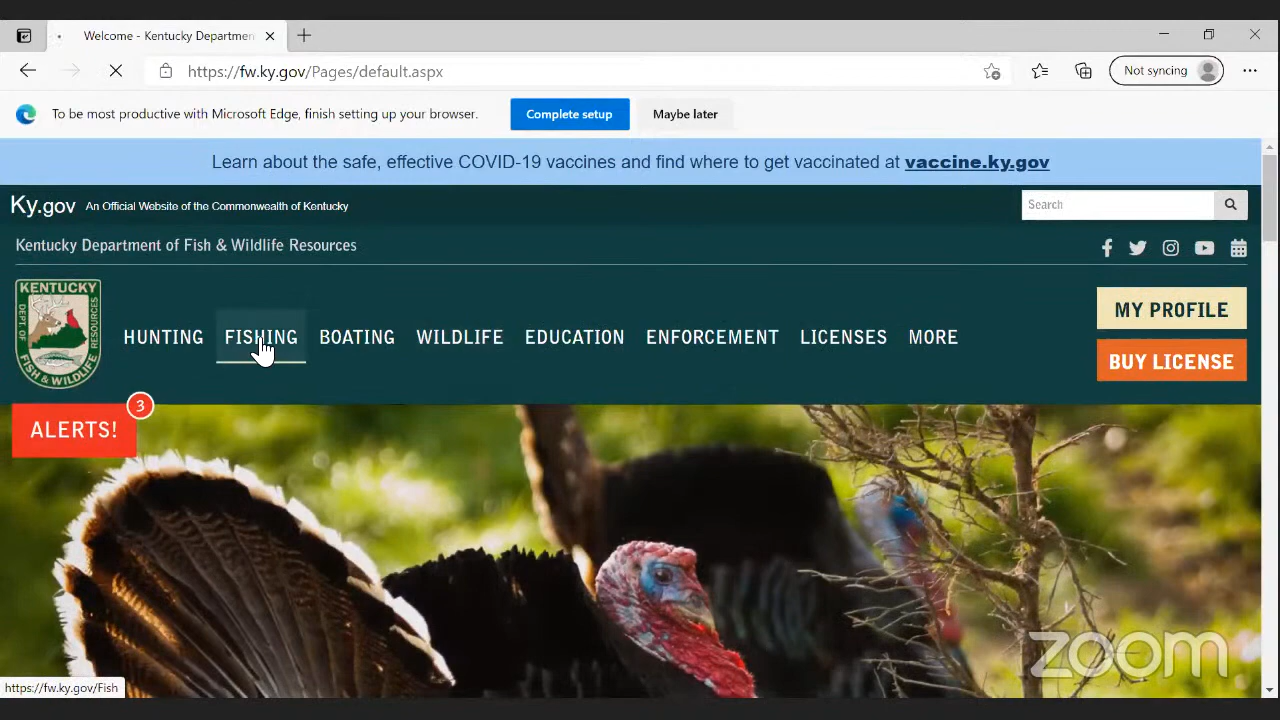 Welcome - Kentucky Departmen
https://fw.ky.gov/Pages/default.aspx
Not syncing
To be most productive with Microsoft Edge, finish setting up your browser.
Complete setup
Maybe later
Learn about the safe, effective COVID-19 vaccines and find where to get vaccinated at vaccine.ky.gov
Ky.gov An Official Website of the Commonwealth of Kentucky
Search
Kentucky Department of Fish & Wildlife Resources
KENTUCKY
DEPT. OF
RESOURCES
FISH & WILDLIFE
HUNTING FISHING BOATING WILDLIFE EDUCATION ENFORCEMENT LICENSES MORE
MY PROFILE
BUY LICENSE
3
ALERTS!
zoom
https://fw.ky.gov/Fish